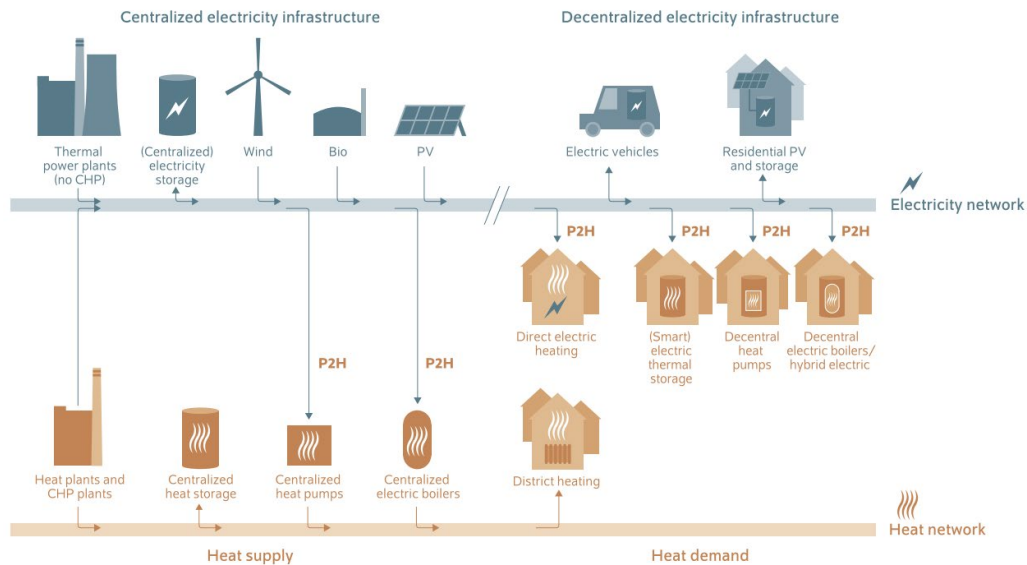 Centralized electricity infrastructure
Decentralized electricity infrastructure
Thermal
power plants
(no CHP)
(Centralized)
electricity
storage
Wind
Bio
PV
Electric vehicles
Residential PV
and storage
Electricity network
P2H
P2H
P2H
P2H
Direct electric
heating
(Smart)
electric
thermal
storage
Decentral
heat
pumps
Decentral
electric boilers/
hybrid electric
P2H
P2H
Heat plants and
CHP plants
Centralized
heat storage
Centralized
heat pumps
Centralized
electric boilers
District heating
Heat network
Heat supply
Heat demand